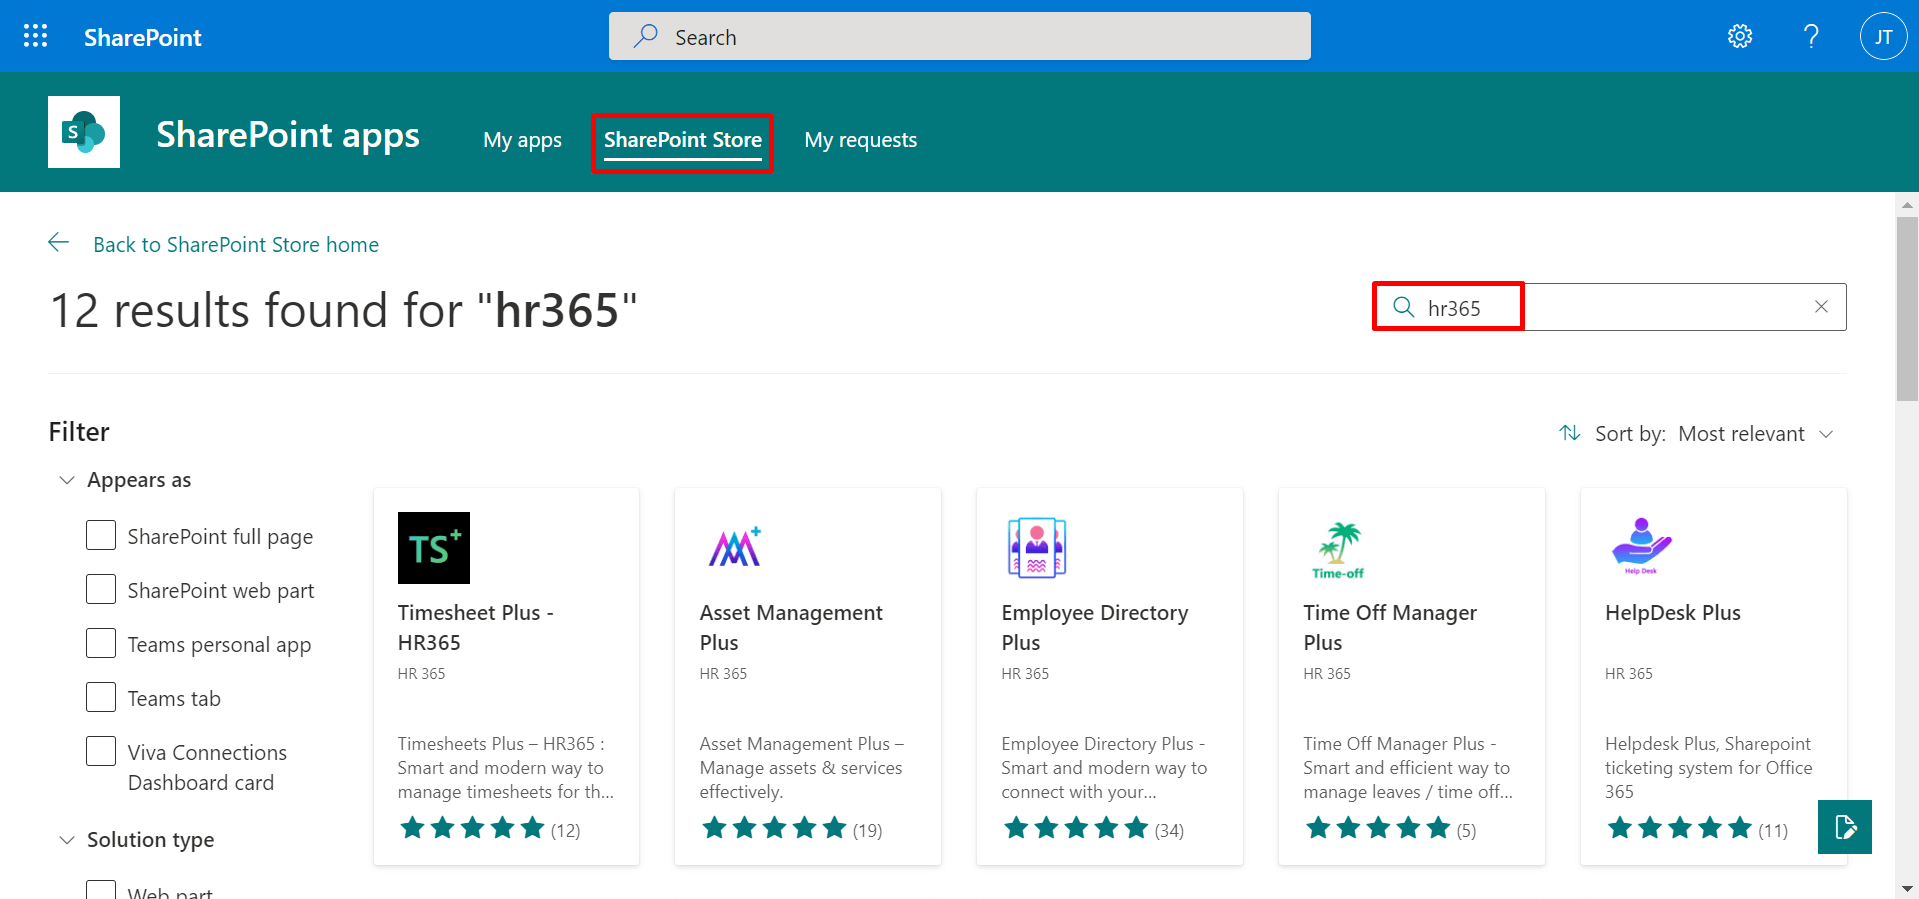 SharePoint
Search
JT
S
SharePoint apps
My apps
SharePoint Store
My requests
Back to SharePoint Store home
12 results found for "hr365"
hr365
Filter
Sort by: Most relevant
Appears as
SharePoint full page
SharePoint web part
Teams personal app
Teams tab
Viva Connections
Dashboard card
Solution type
Web part
TS+
Timesheet Plus -
HR365
HR 365
Timesheets Plus – HR365 :
Smart and modern way to
manage timesheets for th...
(12)
Asset Management
Plus
HR 365
Asset Management Plus –
Manage assets & services
effectively.
(19)
Employee Directory
Plus
HR 365
Employee Directory Plus -
Smart and modern way to
connect with your...
(34)
Time-off
Time Off Manager
Plus
HR 365
Time Off Manager Plus -
Smart and efficient way to
manage leaves / time off...
(5)
Help Desk
HelpDesk Plus
HR 365
Helpdesk Plus, Sharepoint
ticketing system for Office
365
(11)